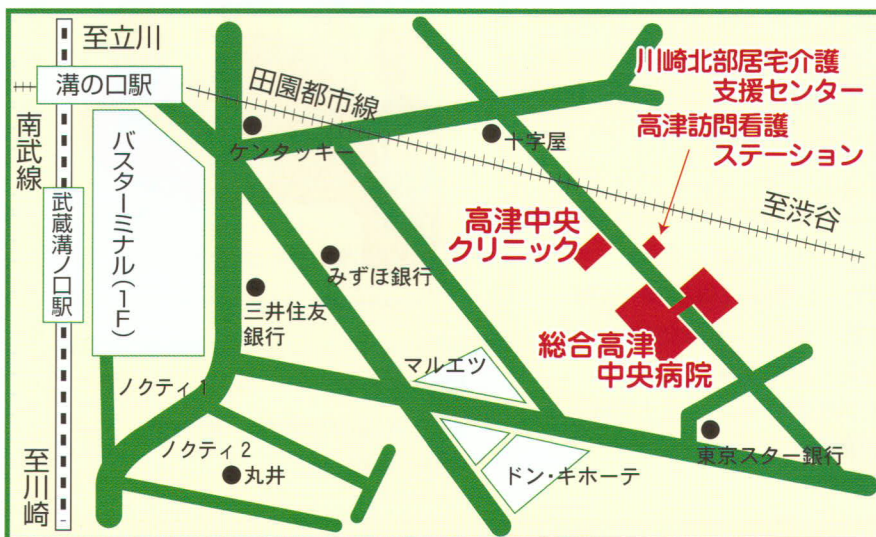 至立川
溝の口駅
田園都市線
川崎北部居宅介護
支援センター
高津訪問看護
ステーション
南武線
バスターミナル(1F)
武蔵溝ノ口駅
ケンタッキー
十字屋
至渋谷
高津中央
クリニック
みずほ銀行
三井住友
銀行
総合高津
中央病院
マルエツ
ノクティ1
ノクティ2
丸井
ドン・キホーテ
東京スター銀行
至川崎